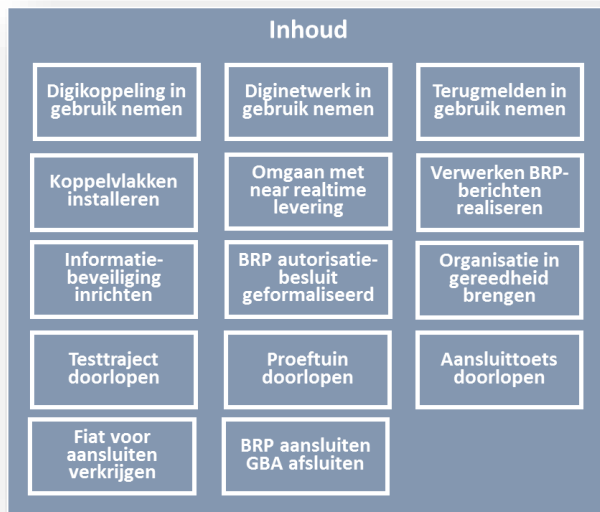 Inhoud
Digikoppeling in
gebruik nemen
Diginetwerk in
gebruik nemen
Terugmelden in
gebruik nemen
Koppelvlakken
installeren
Omgaan met
near realtime
levering
Verwerken BRP-
berichten
realiseren
Informatie-
beveiliging
inrichten
BRP autorisatie-
besluit
geformaliseerd
Organisatie in
gereedheid
brengen
Testtraject
doorlopen
Proeftuin
doorlopen
Aansluittoets
doorlopen
Fiat voor
aansluiten
verkrijgen
BRP aansluiten
GBA afsluiten